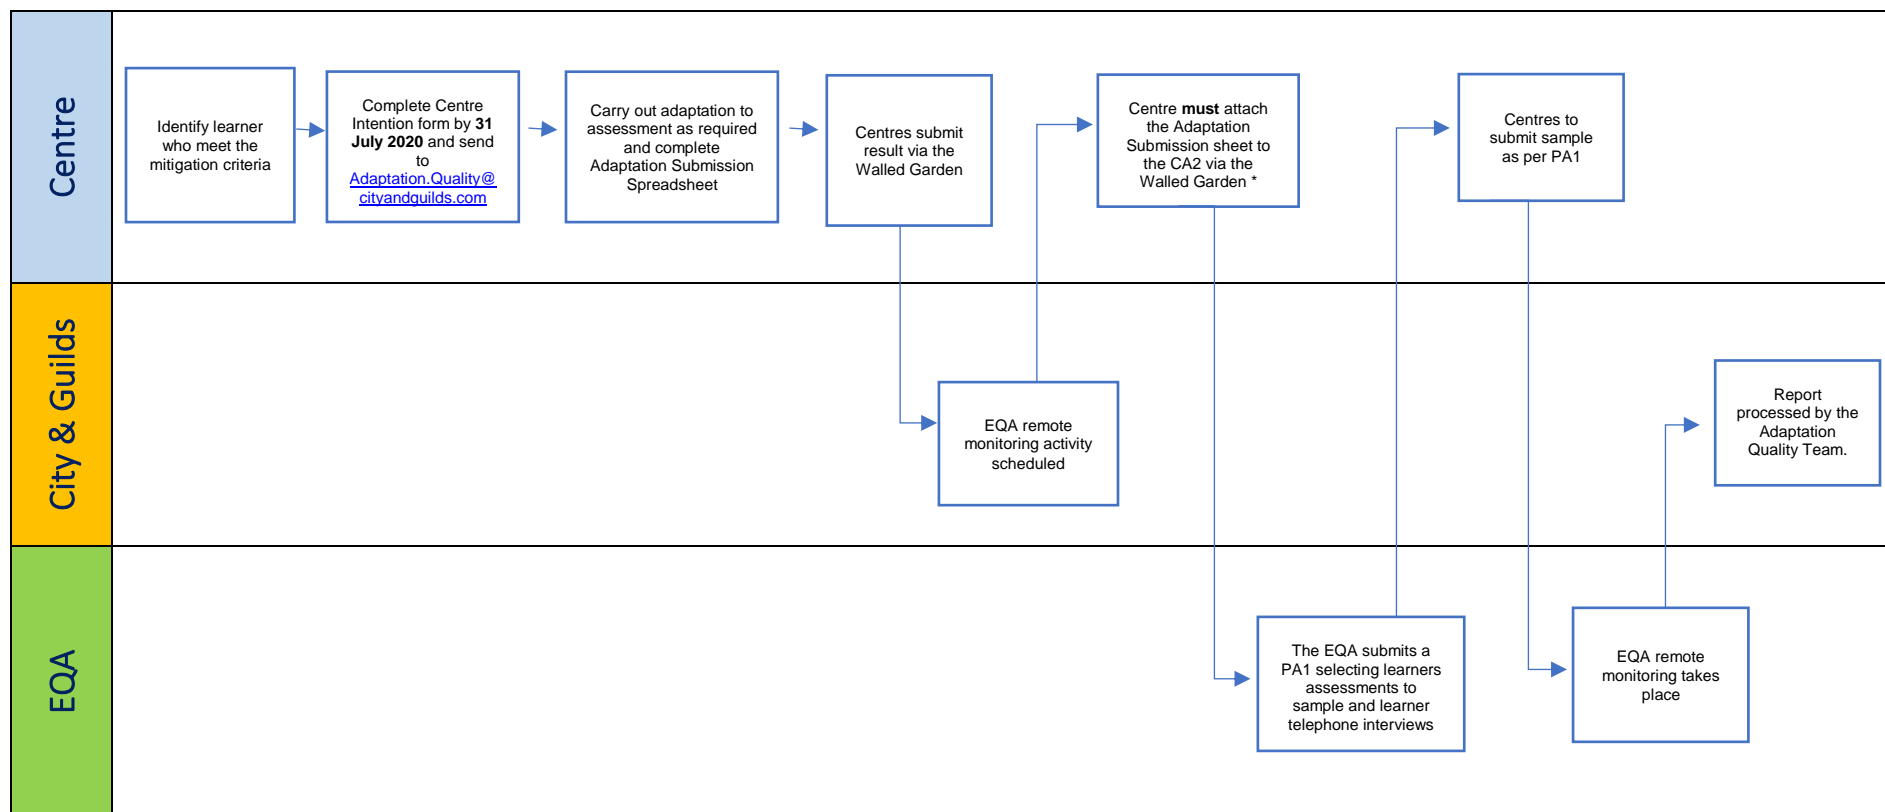 Centre
Identify learner
who meet the
mitigation criteria
Complete Centre
Intention form by 31
July 2020 and send
to
Adaptation.Quality@
cityandguilds.com
Carry out adaptation to
assessment as required
and complete
Adaptation Submission
Spreadsheet
Centres submit
result via the
Walled Garden
Centre must attach
the Adaptation
Submission sheet to
the CA2 via the
Walled Garden *
Centres to
submit sample
as per PA1
City & Guilds
EQA remote
monitoring activity
scheduled
Report
processed by the
Adaptation
Quality Team.
EQA
The EQA submits a
PA1 selecting learners
assessments to
sample and learner
telephone interviews
EQA remote
monitoring takes
place